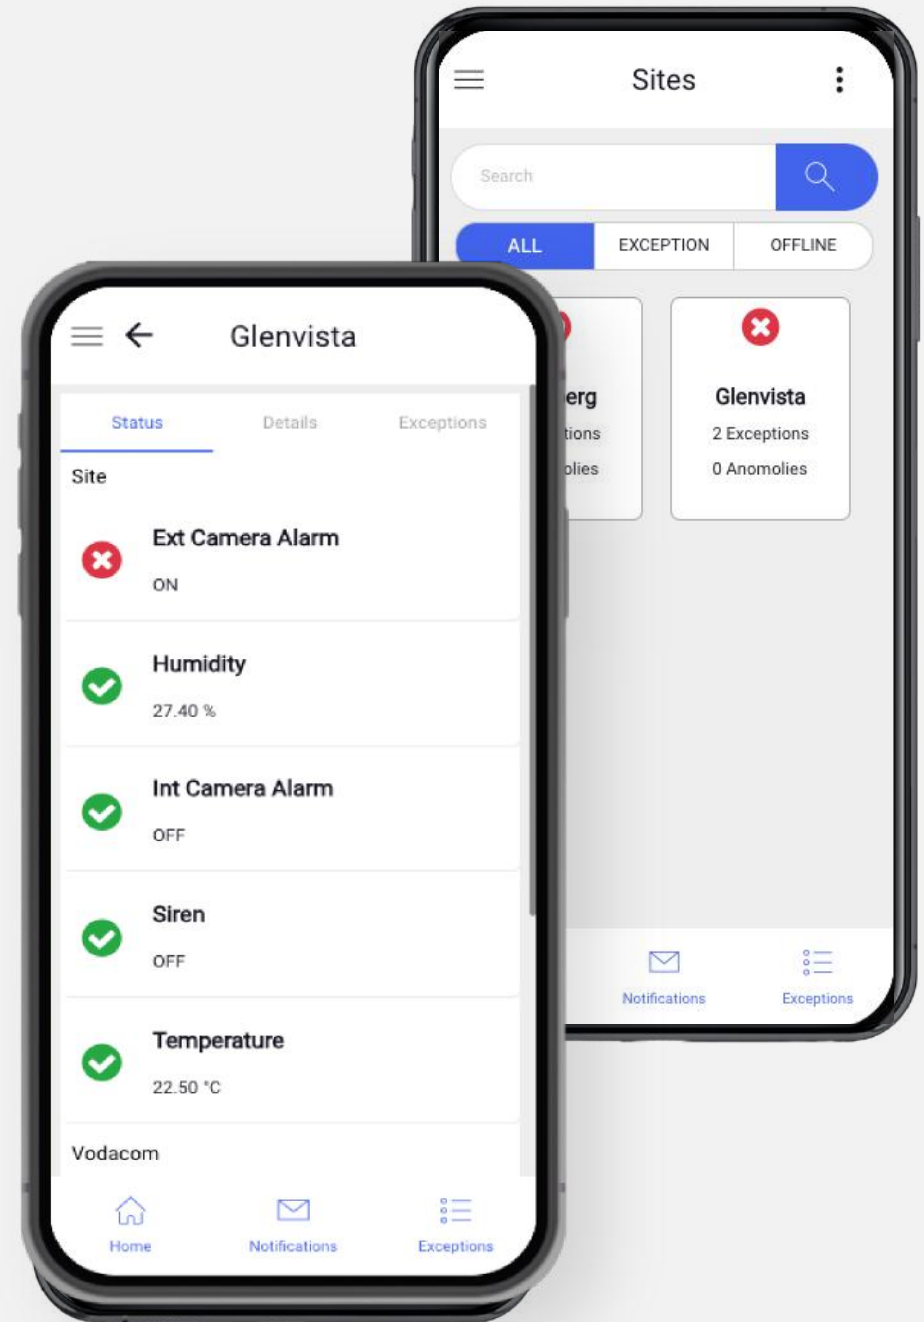 Sites
Search
ALL EXCEPTION OFFLINE
Glenvista
2 Exceptions
0 Anomolies
Notifications Exceptions
Glenvista
Status Details Exceptions
Site
Ext Camera Alarm
ON
Humidity
27.40 %
Int Camera Alarm
OFF
Siren
OFF
Temperature
22.50 °C
Vodacom
Home Notifications Exceptions